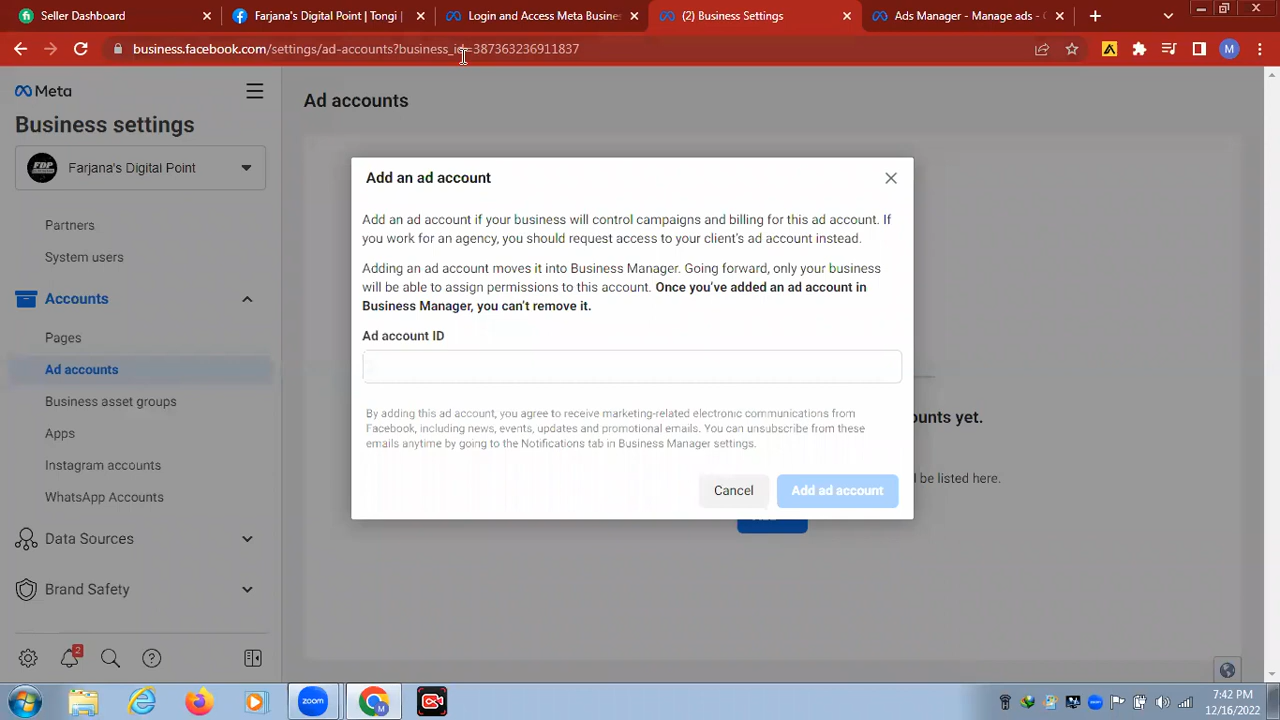 Seller Dashboard
Farjana's Digital Point | Tongi |
Login and Access Meta Busine
(2) Business Settings
Ads Manager - Manage ads -
business.facebook.com/settings/ad-accounts?business_id=387363236911837
M
Meta
Business settings
FDP
Farjana's Digital Point
Partners
System users
Accounts
Pages
Ad accounts
Business asset groups
Apps
Instagram accounts
WhatsApp Accounts
Data Sources
Brand Safety
2
Ad accounts
Add an ad account
Add an ad account if your business will control campaigns and billing for this ad account. If
you work for an agency, you should request access to your client's ad account instead.
Adding an ad account moves it into Business Manager. Going forward, only your business
will be able to assign permissions to this account. Once you've added an ad account in
Business Manager, you can't remove it.
Ad account ID
By adding this ad account, you agree to receive marketing-related electronic communications from
Facebook, including news, events, updates and promotional emails. You can unsubscribe from these
emails anytime by going to the Notifications tab in Business Manager settings.
Cancel
Add ad account
ounts yet.
be listed here.
zoom
M
7:42 PM
12/16/2022